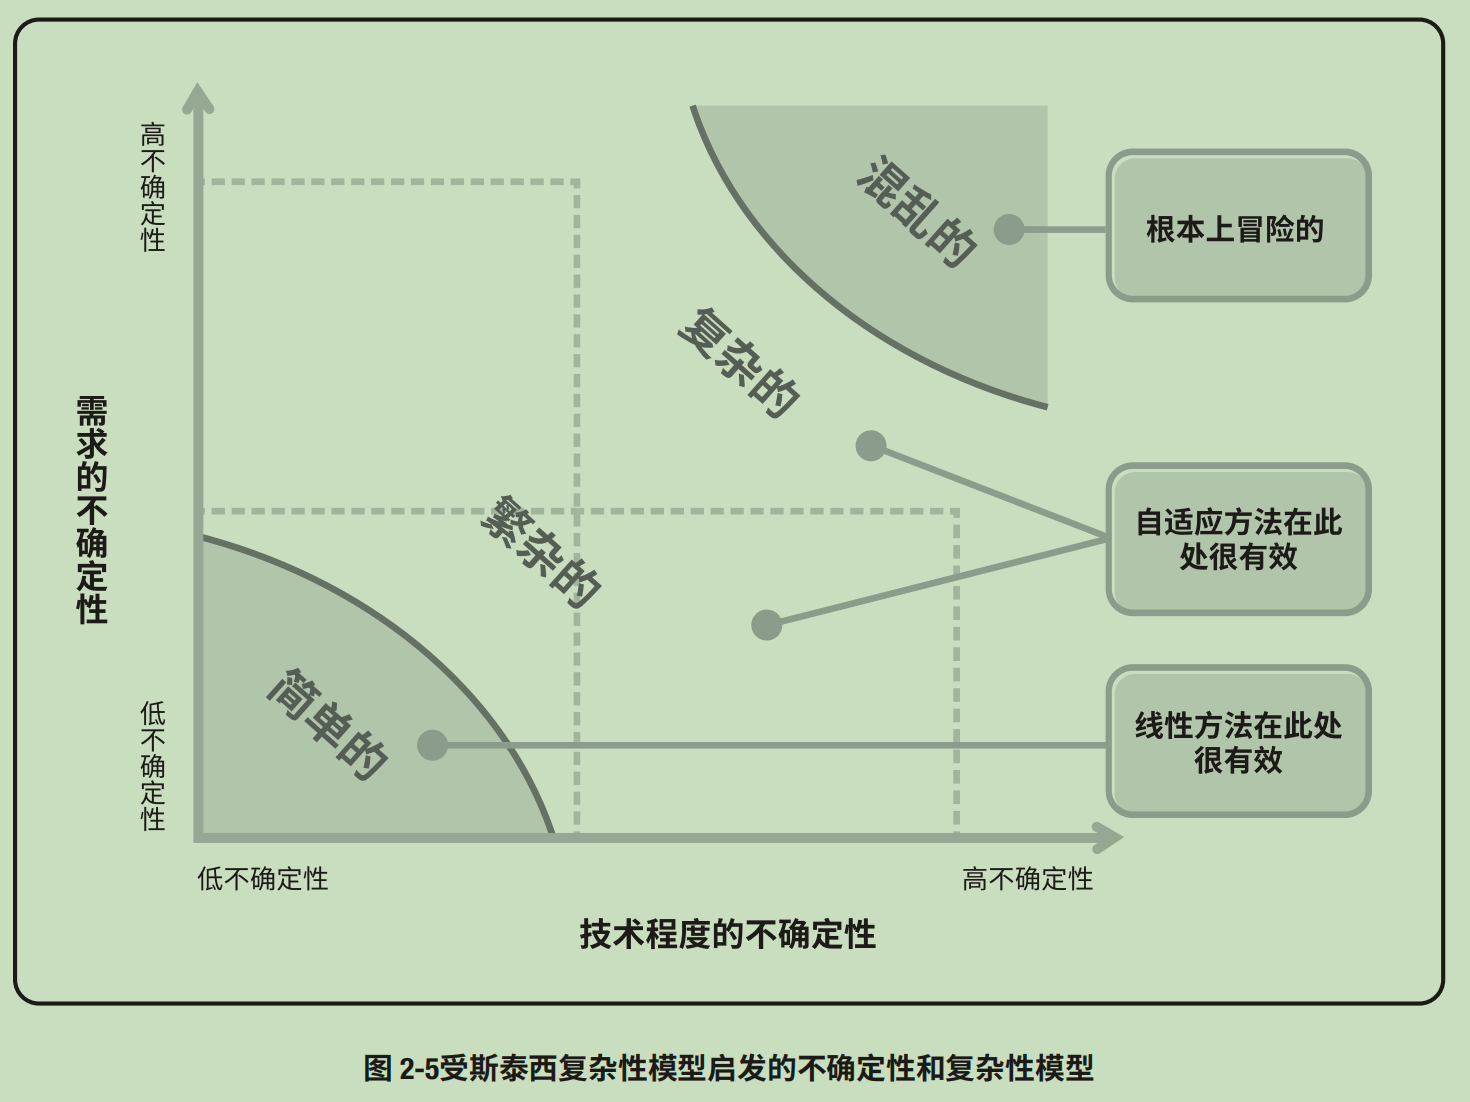 高不确定性
需求的不确定性
低不确定性
混乱的
复杂的
繁杂的
简单的
根本上冒险的
自适应方法在此
处很有效
线性方法在此处
很有效
低不确定性
高不确定性
技术程度的不确定性
图 2-5受斯泰西复杂性模型启发的不确定性和复杂性模型